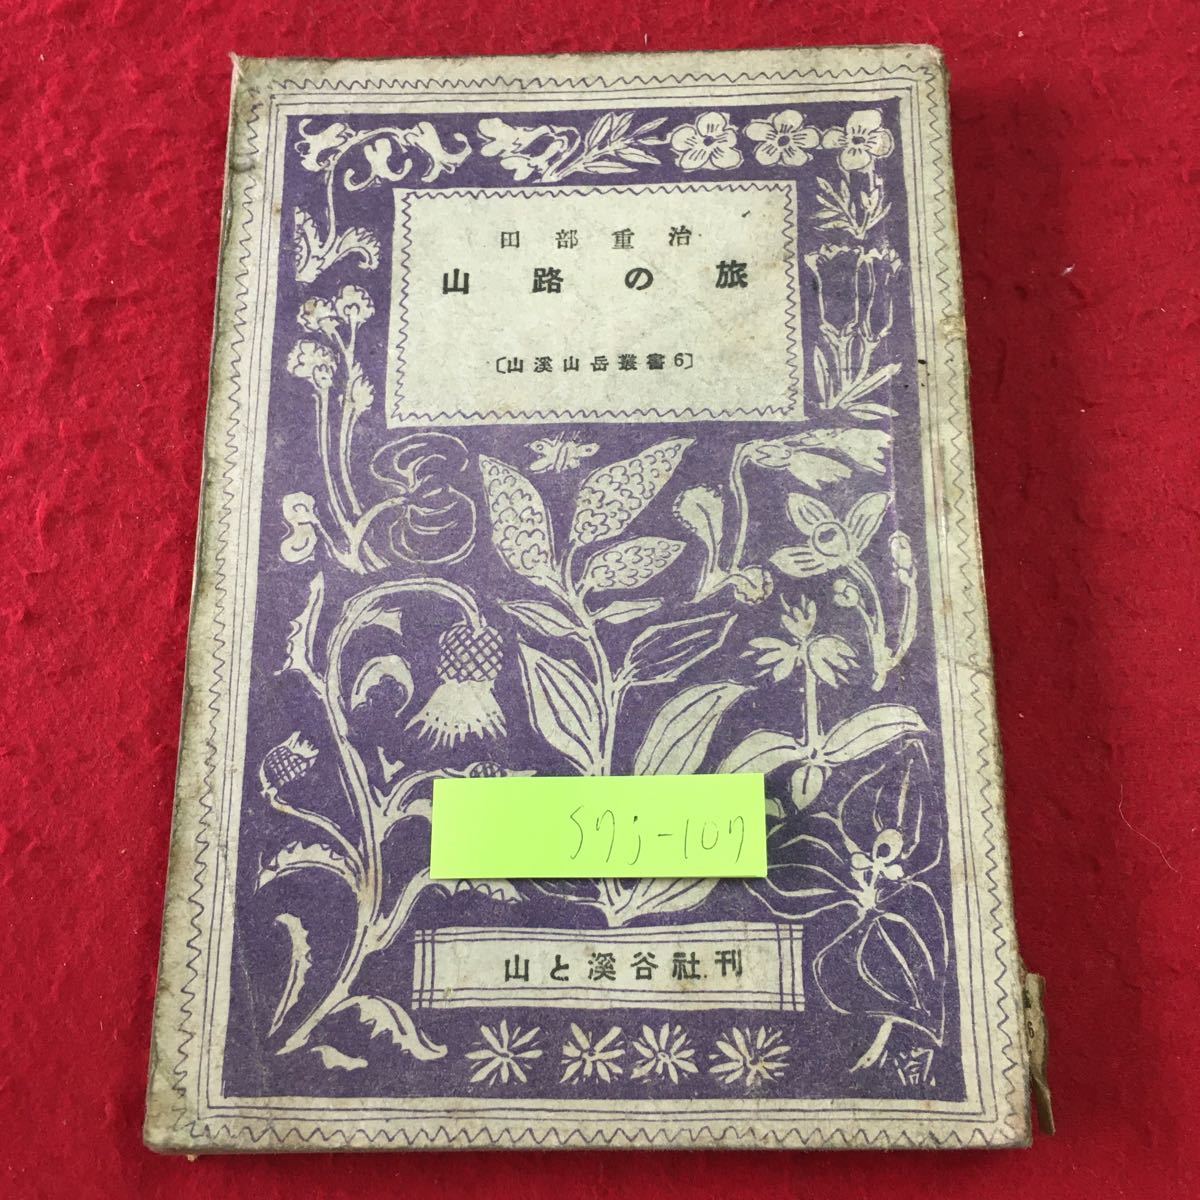 田部重治
山路の旅
〔山溪山岳叢書6〕
S7j-107
山と溪谷社刊
6